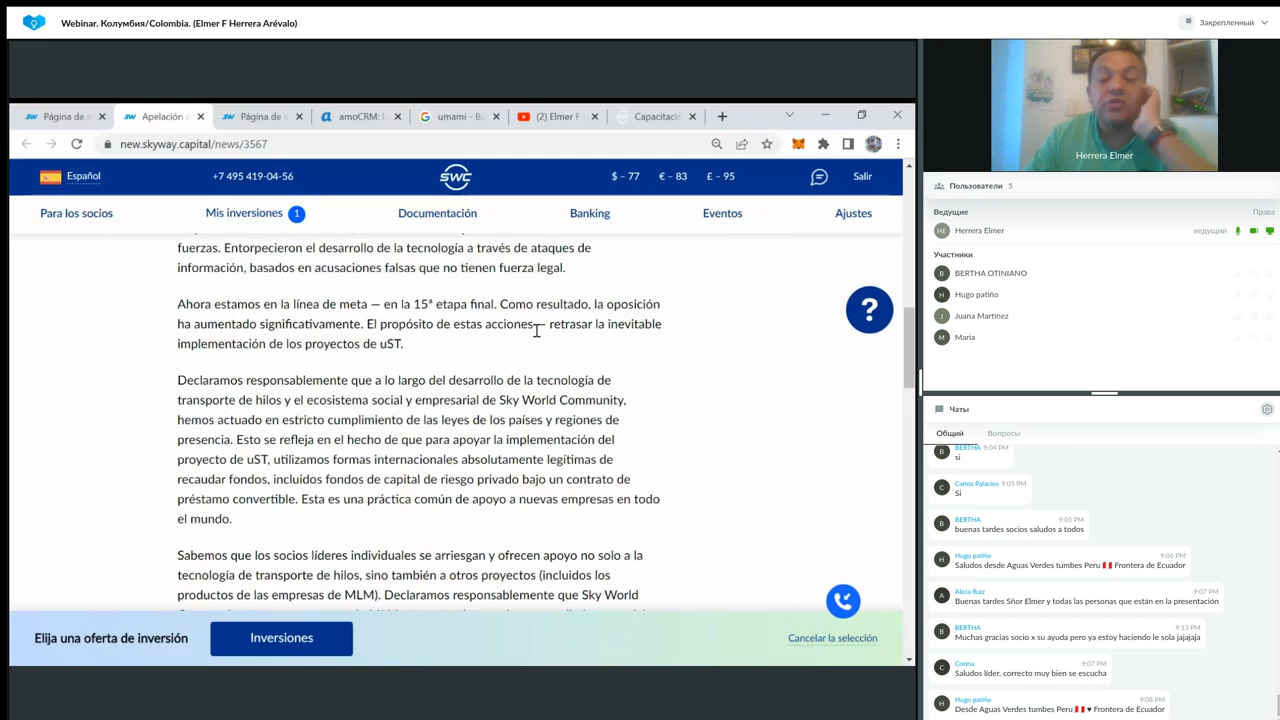 Webinar. Колумбия/Colombia. (Elmer F Herrera Arévalo)
Закрепленный
Página de
Apelación
Página de i
amoCRM: L
umami - Bu
(2) Elmer F
Capacitació
new.skyway.capital/news/3567
Español
+7 495 419-04-56
SWC
$ – 77
€ – 83
£ – 95
Salir
Para los socios
Mis inversiones 1
Documentación
Banking
Eventos
Ajustes
fuerzas. Entorpecieron el desarrollo de la tecnología a través de ataques de
información, basados en acusaciones falsas que no tienen fuerza legal.
Ahora estamos en la línea de meta — en la 15ª etapa final. Como resultado, la oposición
ha aumentado significativamente. El propósito de estas acciones— retrasar la inevitable
implementación de los proyectos de uST.
Declaramos responsablemente que a lo largo del desarrollo de la tecnología de
transporte de hilos y el ecosistema social y empresarial de Sky World Community,
hemos actuado en estricto cumplimiento de las leyes de los países y regiones de
presencia. Esto se refleja en el hecho de que para apoyar la implementación del
proyecto de uST, utilizamos formas internacionales absolutamente legítimas de
recaudar fondos, incluidos fondos de capital de riesgo privado bajo un contrato de
préstamo convertible. Esta es una práctica común de apoyo a nuevas empresas en todo
el mundo.
Sabemos que los socios líderes individuales se arriesgan y ofrecen apoyo no solo a la
tecnología de transporte de hilos, sino también a otros proyectos (incluidos los
productos de las empresas de MLM). Declaramos responsablemente que Sky World
?
Elija una oferta de inversión
Inversiones
Cancelar la selección
Herrera Elmer
Пользователи 5
Ведущие
Права
HE
Herrera Elmer
ведущий
Участники
B
BERTHA OTINIANO
H
Hugo patiño
J
Juana Martínez
M
Maria
Чаты
Общий
Вопросы
B
BERTHA 9:04 PM
si
C
Carlos Palacios 9:05 PM
Si
B
BERTHA 9:05 PM
buenas tardes socios saludos a todos
H
Hugo patiño 9:06 PM
Saludos desde Aguas Verdes tumbes Peru 🇵🇪 Frontera de Ecuador
A
Alicia Ruiz 9:07 PM
Buenas tardes Sñor Elmer y todas las personas que están en la presentación
B
BERTHA 9:13 PM
Muchas gracias socio x su ayuda pero ya estoy haciendo le sola jajajaja
C
Corina 9:07 PM
Saludos líder, correcto muy bien se escucha
H
Hugo patiño 9:08 PM
Desde Aguas Verdes tumbes Peru 🇵🇪 ♥ Frontera de Ecuador